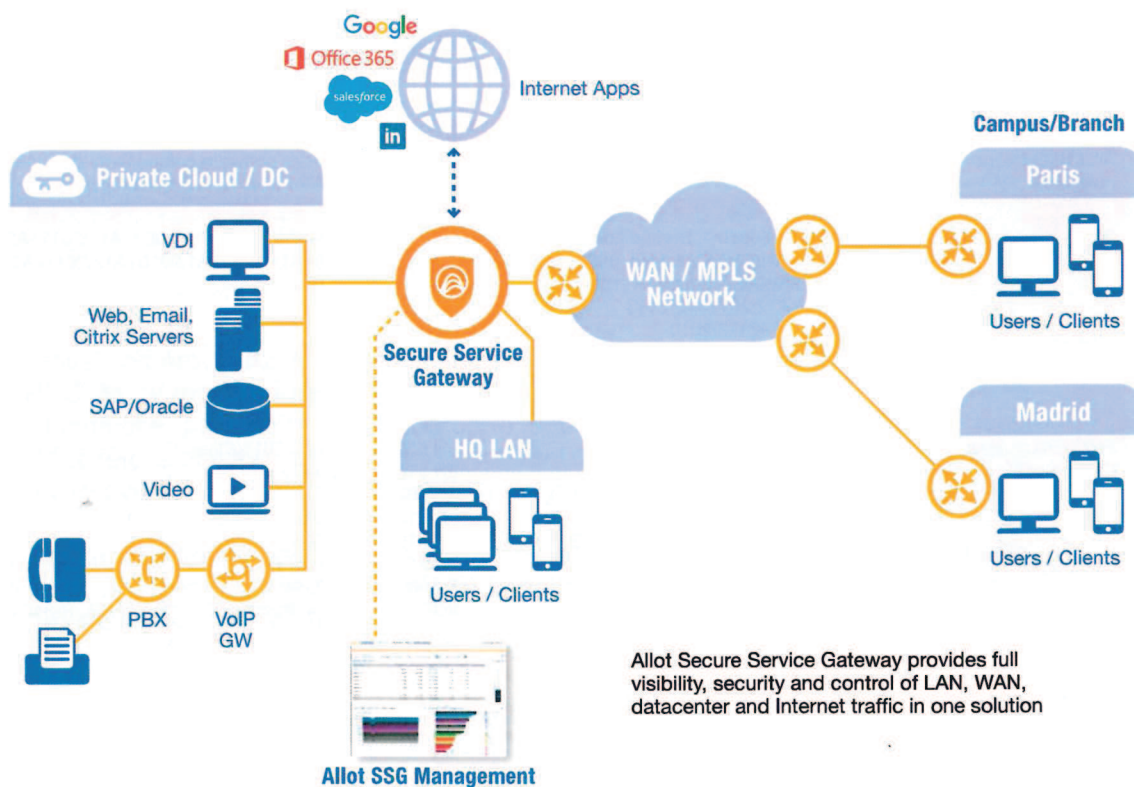 Google
Office 365
salesforce
in
Internet Apps
Private Cloud / DC
VDI
Web, Email,
Citrix Servers
SAP/Oracle
Video
PBX
VoIP
GW
Secure Service
Gateway
HQ LAN
Users / Clients
WAN / MPLS
Network
Campus/Branch
Paris
Users / Clients
Madrid
Users / Clients
Allot SSG Management
Allot Secure Service Gateway provides full
visibility, security and control of LAN, WAN,
datacenter and Internet traffic in one solution